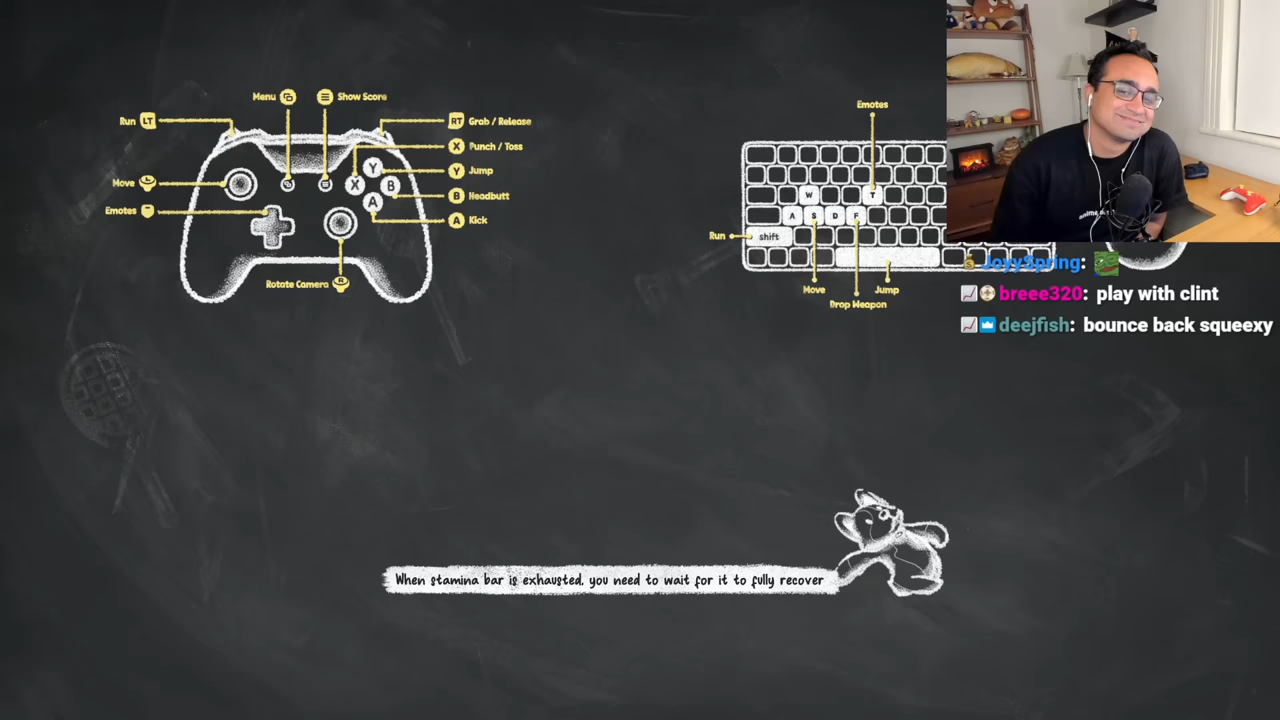 Menu
Show Score
Run LT
RT Grab / Release
X Punch / Toss
Y Jump
B Headbutt
A Kick
Move L
Emotes
Y
X
B
A
Rotate Camera R
Emotes
W
T
A S D F
Run
shift
Move
Jump
Drop Weapon
JoyySpring:
breee320: play with clint
deejfish: bounce back squeexy
When stamina bar is exhausted, you need to wait for it to fully recover